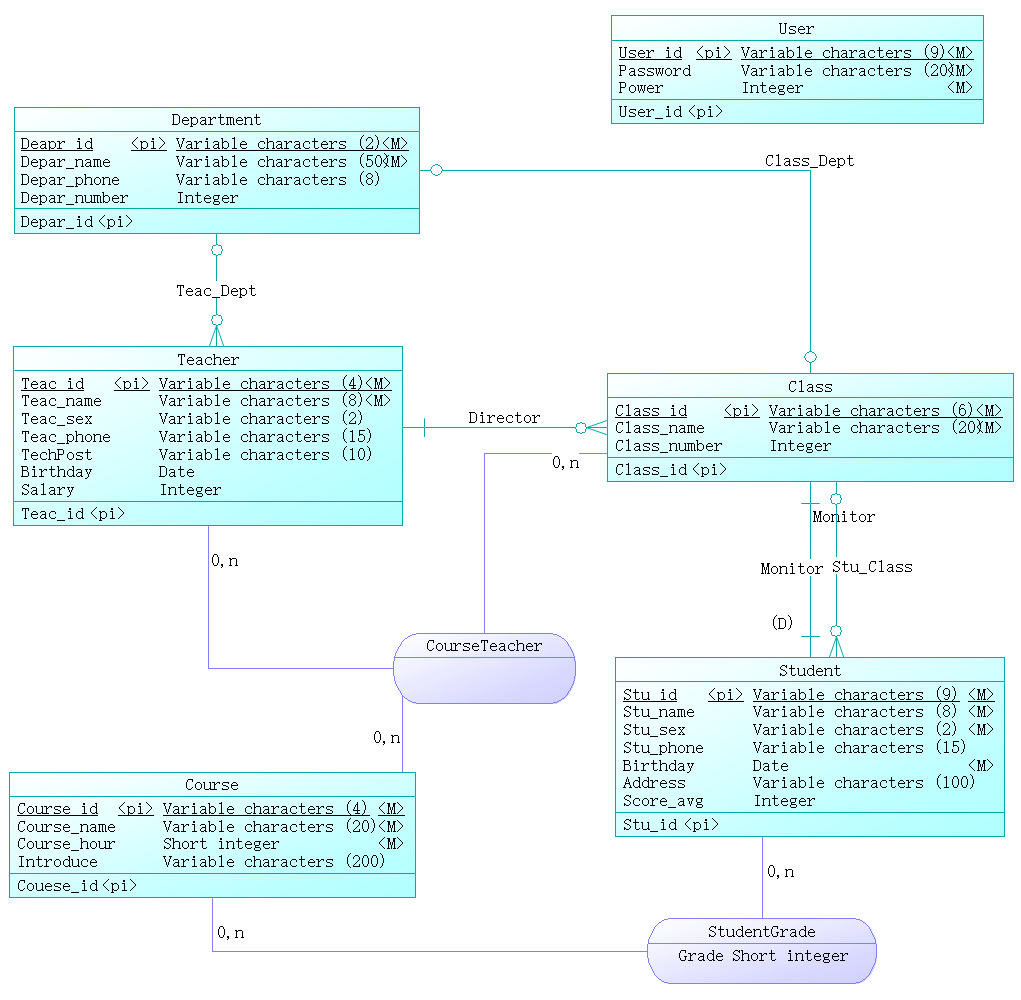 User
User_id <pi> Variable characters (9) <M>
Password Variable characters (20) <M>
Power Integer <M>
User_id <pi>
Department
Deapr_id <pi> Variable characters (2) <M>
Depar_name Variable characters (50) <M>
Depar_phone Variable characters (8)
Depar_number Integer
Depar_id <pi>
Class_Dept
Teac_Dept
Teacher
Teac_id <pi> Variable characters (4) <M>
Teac_name Variable characters (8) <M>
Teac_sex Variable characters (2)
Teac_phone Variable characters (15)
TechPost Variable characters (10)
Birthday Date
Salary Integer
Teac_id <pi>
Director
Class
Class_id <pi> Variable characters (6) <M>
Class_name Variable characters (20) <M>
Class_number Integer
Class_id <pi>
0,n
0,n
Monitor
Monitor
Stu_Class
(D)
CourseTeacher
0,n
Student
Stu_id <pi> Variable characters (9) <M>
Stu_name Variable characters (8) <M>
Stu_sex Variable characters (2) <M>
Stu_phone Variable characters (15)
Birthday Date <M>
Address Variable characters (100)
Score_avg Integer
Stu_id <pi>
Course
Course_id <pi> Variable characters (4) <M>
Course_name Variable characters (20) <M>
Course_hour Short integer <M>
Introduce Variable characters (200)
Couese_id <pi>
0,n
0,n
StudentGrade
Grade Short integer